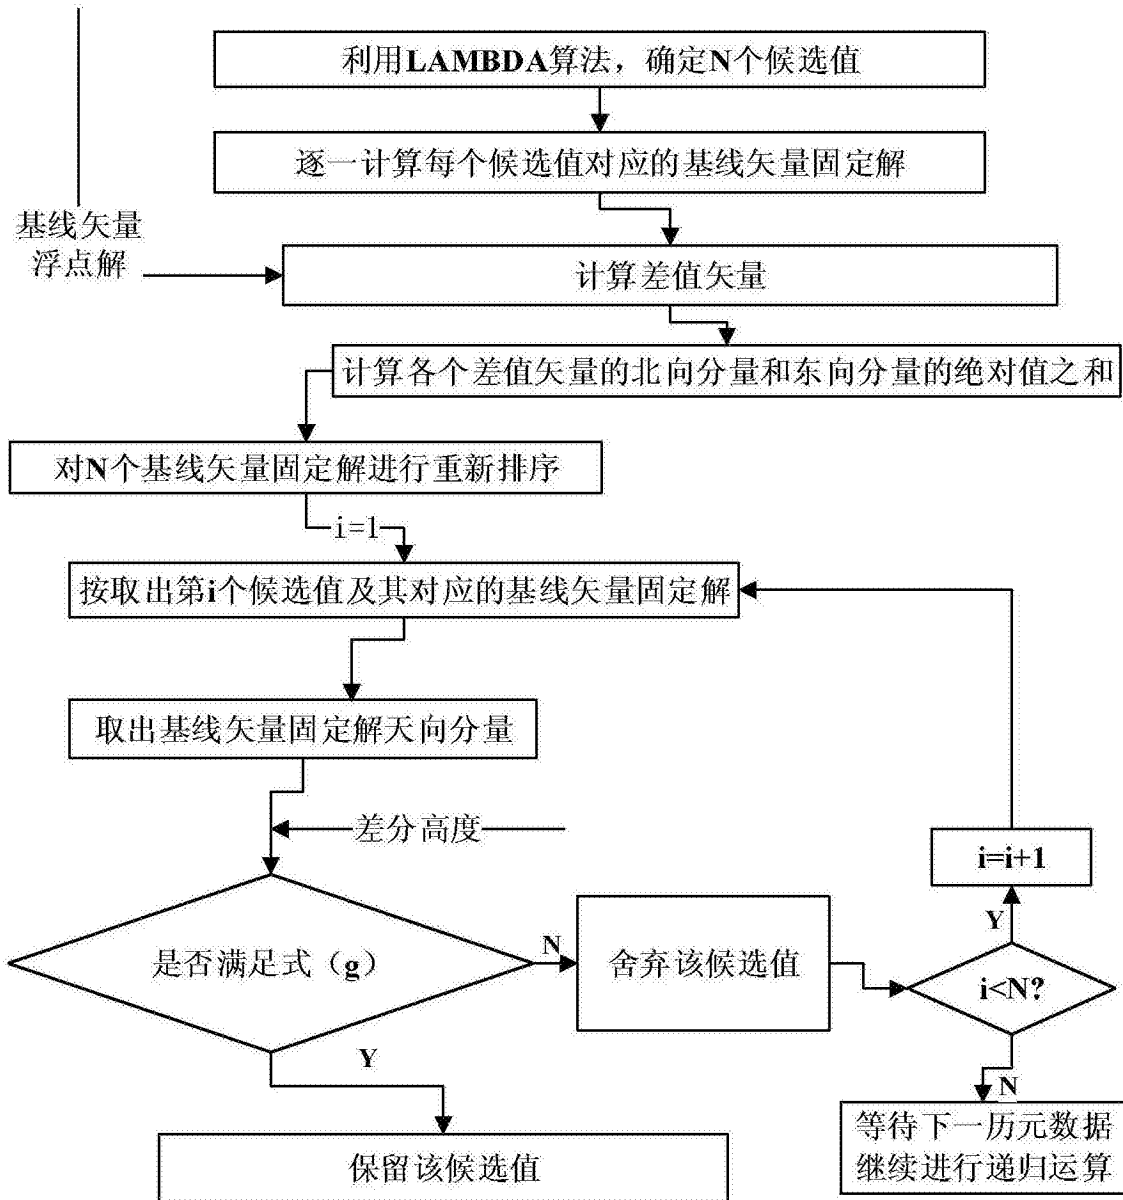 利用LAMBDA算法，确定N个候选值
逐一计算每个候选值对应的基线矢量固定解
基线矢量
浮点解
计算差值矢量
计算各个差值矢量的北向分量和东向分量的绝对值之和
对N个基线矢量固定解进行重新排序
i=1
按取出第i个候选值及其对应的基线矢量固定解
取出基线矢量固定解天向分量
差分高度
i=i+1
Y
是否满足式（g）
N
舍弃该候选值
i<N?
Y
N
保留该候选值
等待下一历元数据
继续进行递归运算